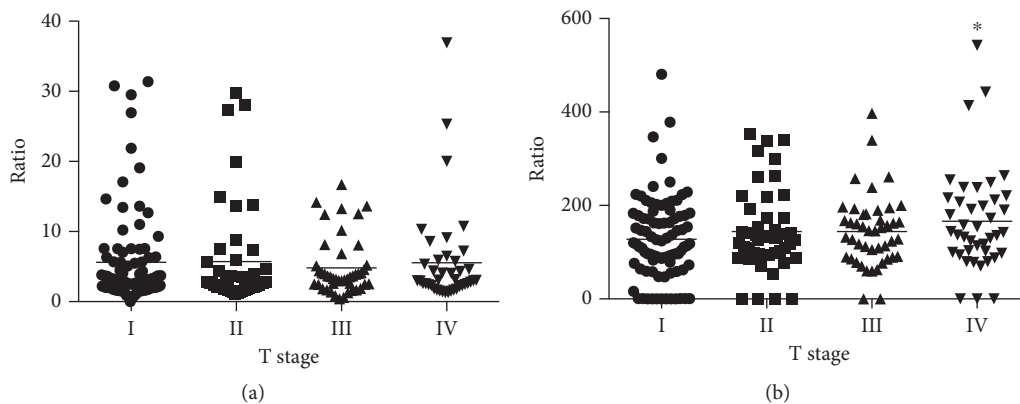 40
30
20
10
0
Ratio
I II III IV
T stage
(a)
600
400
200
0
Ratio
*
I II III IV
T stage
(b)